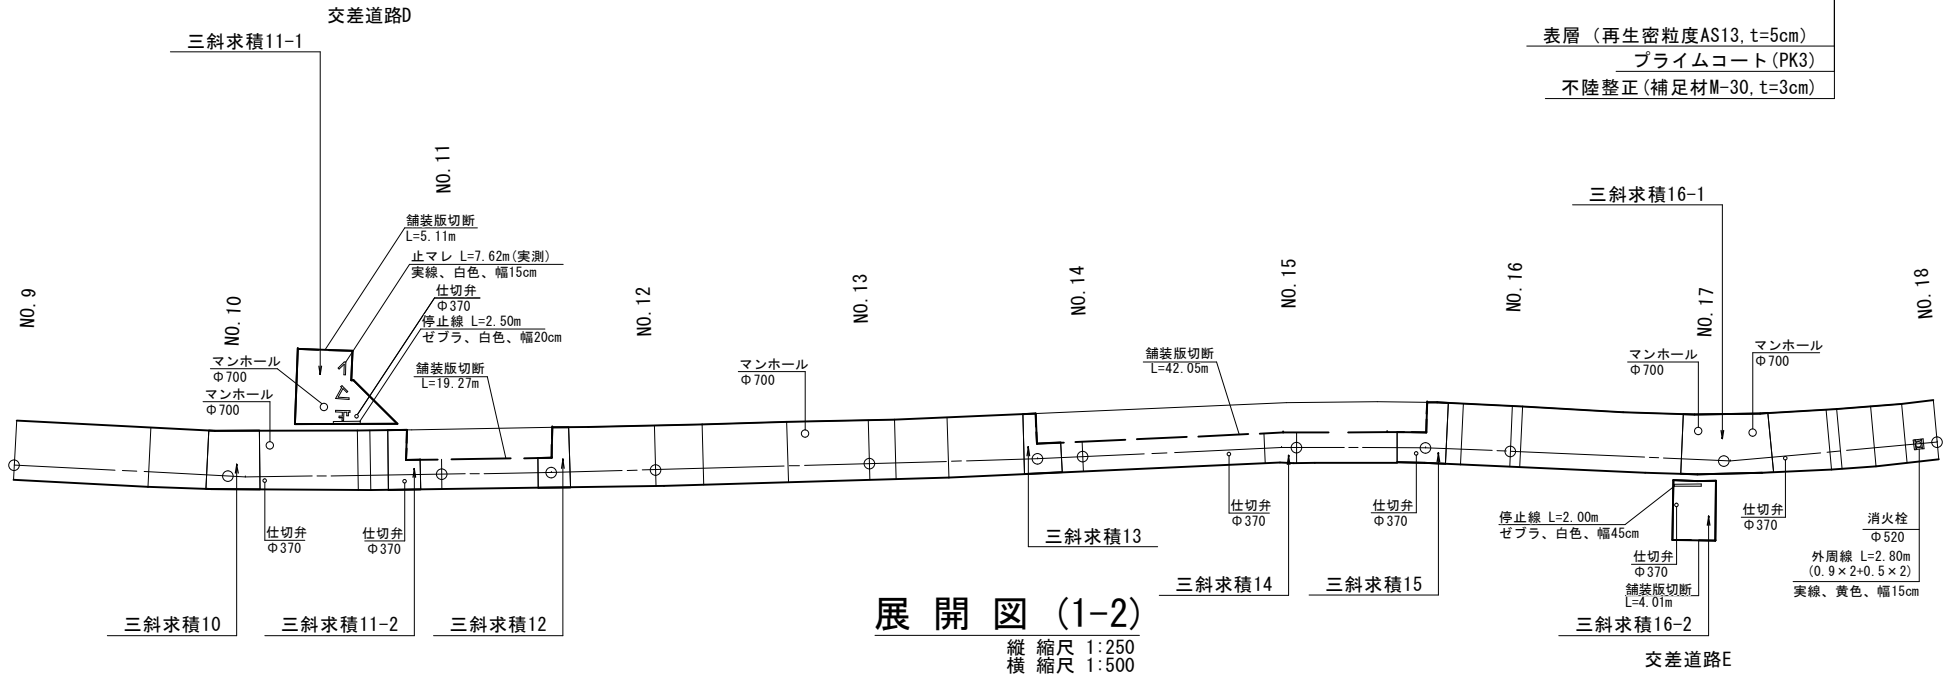 交差道路D
三斜求積11-1
表層（再生密粒度AS13, t=5cm）
プライムコート(PK3)
不陸整正(補足材M-30, t=3cm)
NO. 9
NO. 10
NO. 11
NO. 12
NO. 13
NO. 14
NO. 15
NO. 16
NO. 17
NO. 18
舗装版切断
L=5.11m
止マレ L=7.62m(実測)
実線、白色、幅15cm
仕切弁
Φ370
停止線 L=2.50m
ゼブラ、白色、幅20cm
舗装版切断
L=19.27m
マンホール
Φ700
マンホール
Φ700
止マレ
マンホール
Φ700
舗装版切断
L=42.05m
三斜求積16-1
マンホール
Φ700
マンホール
Φ700
仕切弁
Φ370
仕切弁
Φ370
三斜求積10
三斜求積11-2
三斜求積12
三斜求積13
仕切弁
Φ370
仕切弁
Φ370
三斜求積14
三斜求積15
停止線 L=2.00m
ゼブラ、白色、幅45cm
仕切弁
Φ370
舗装版切断
L=4.01m
三斜求積16-2
交差道路E
仕切弁
Φ370
消火栓
Φ520
外周線 L=2.80m
(0.9×2+0.5×2)
実線、黄色、幅15cm
展開図 (1-2)
縦 縮尺 1:250
横 縮尺 1:500